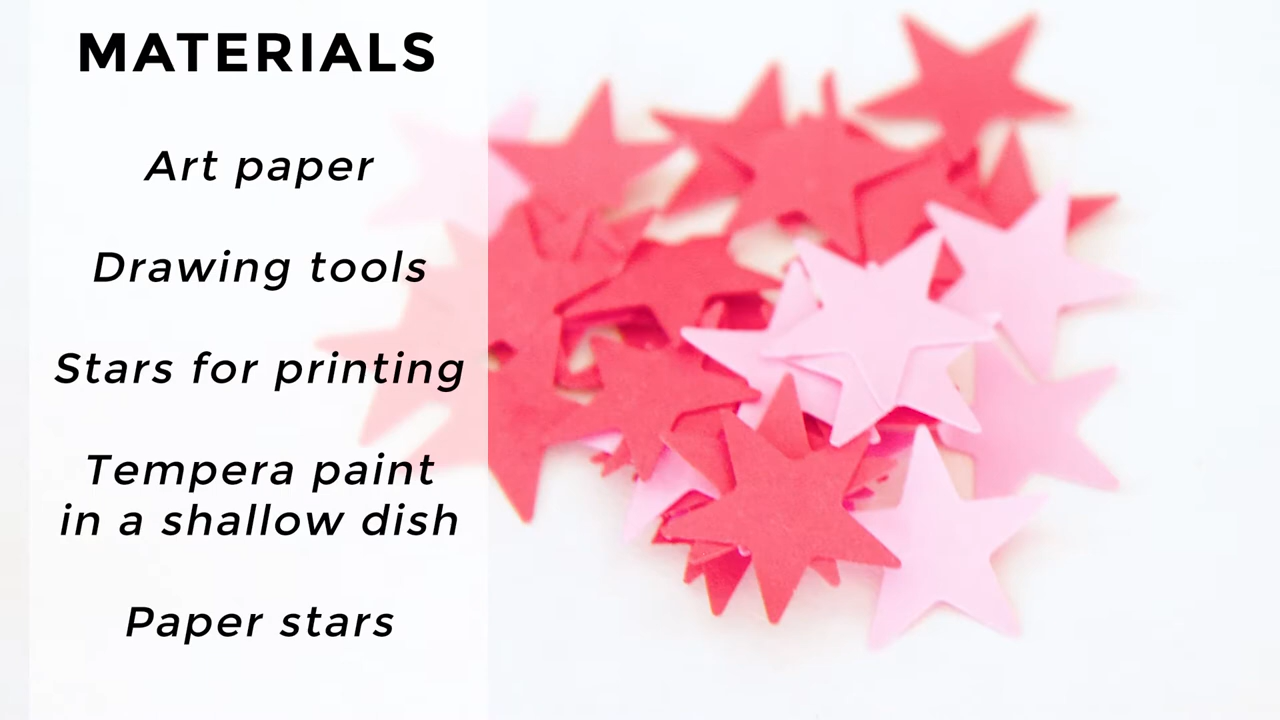 MATERIALS
Art paper
Drawing tools
Stars for printing
Tempera paint
in a shallow dish
Paper stars